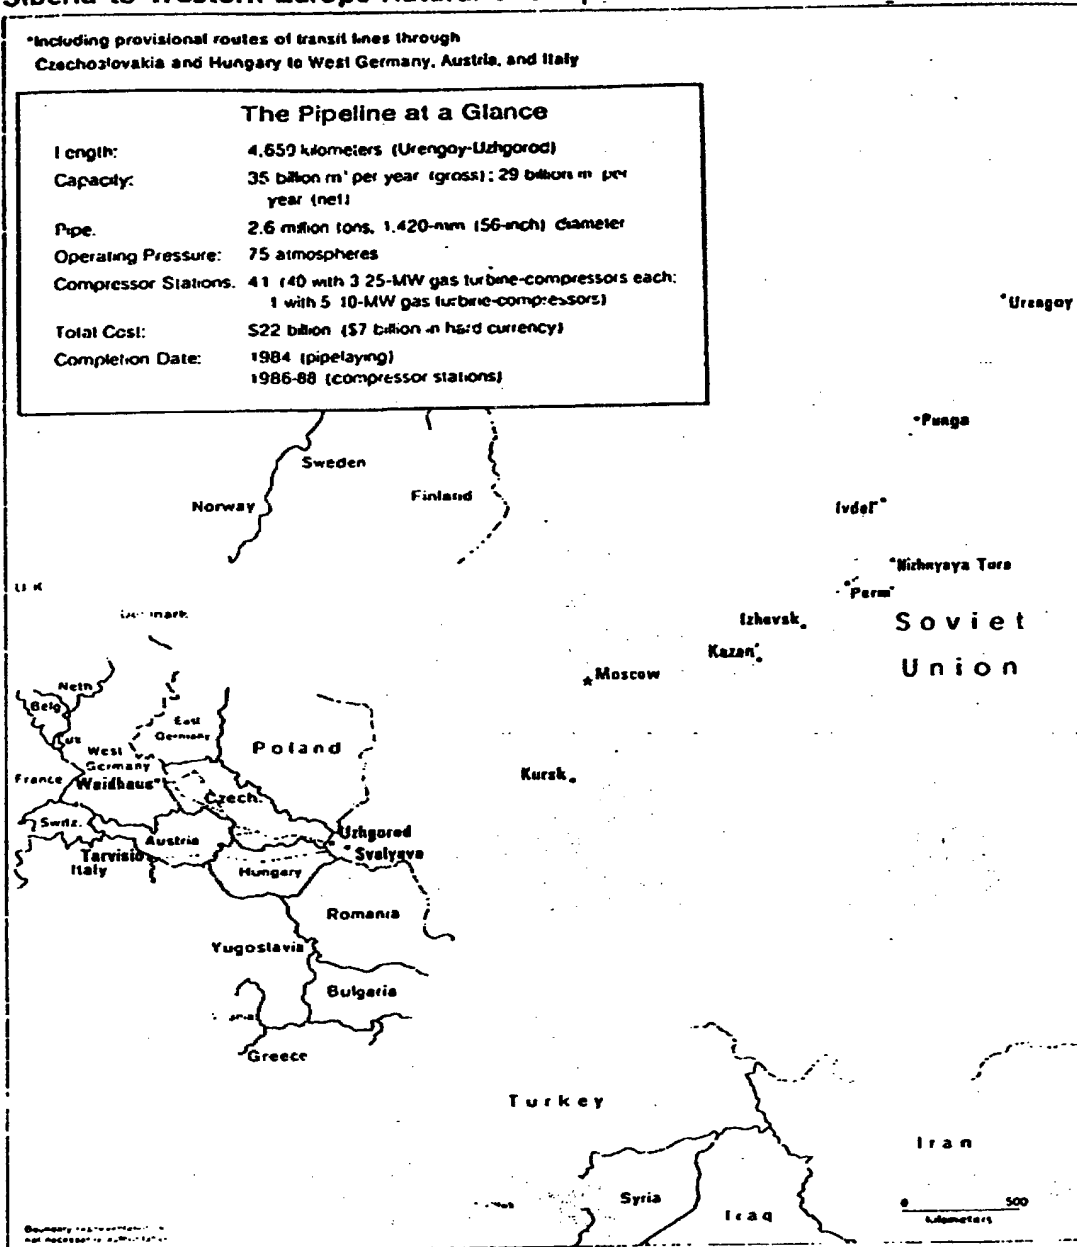 Siberia to Western Europe Natural
*Including provisional routes of transit lines through
Czechoslovakia and Hungary to West Germany, Austria, and Italy
The Pipeline at a Glance
Length: 4,650 kilometers (Urengoy-Uzhgorod)
Capacity: 35 billion m³ per year (gross); 29 billion m³ per
year (net)
Pipe. 2.6 million tons, 1,420-mm (56-inch) diameter
Operating Pressure: 75 atmospheres
Compressor Stations. 41 (40 with 3 25-MW gas turbine-compressors each;
1 with 5 10-MW gas turbine-compressors)
Total Cost: $22 billion ($7 billion in hard currency)
Completion Date: 1984 (pipelaying)
1986-88 (compressor stations)
Urengoy
Punga
Sweden
Norway
Finland
Ivdel'
Nizhnyaya Tura
U K
Perm'
Denmark
Izhevsk
Soviet
Kazan'
Union
Moscow
Neth
Belg
Lux
East
Germany
West
Germany
Poland
France
Waidhaus
Czech.
Kursk
Switz.
Austria
Uzhgorod
Tarvisio
Svalyava
Italy
Hungary
Romania
Yugoslavia
Bulgaria
Greece
Turkey
Iran
Syria
Iraq
0 500
kilometers
Boundary representation is
not necessarily authoritative